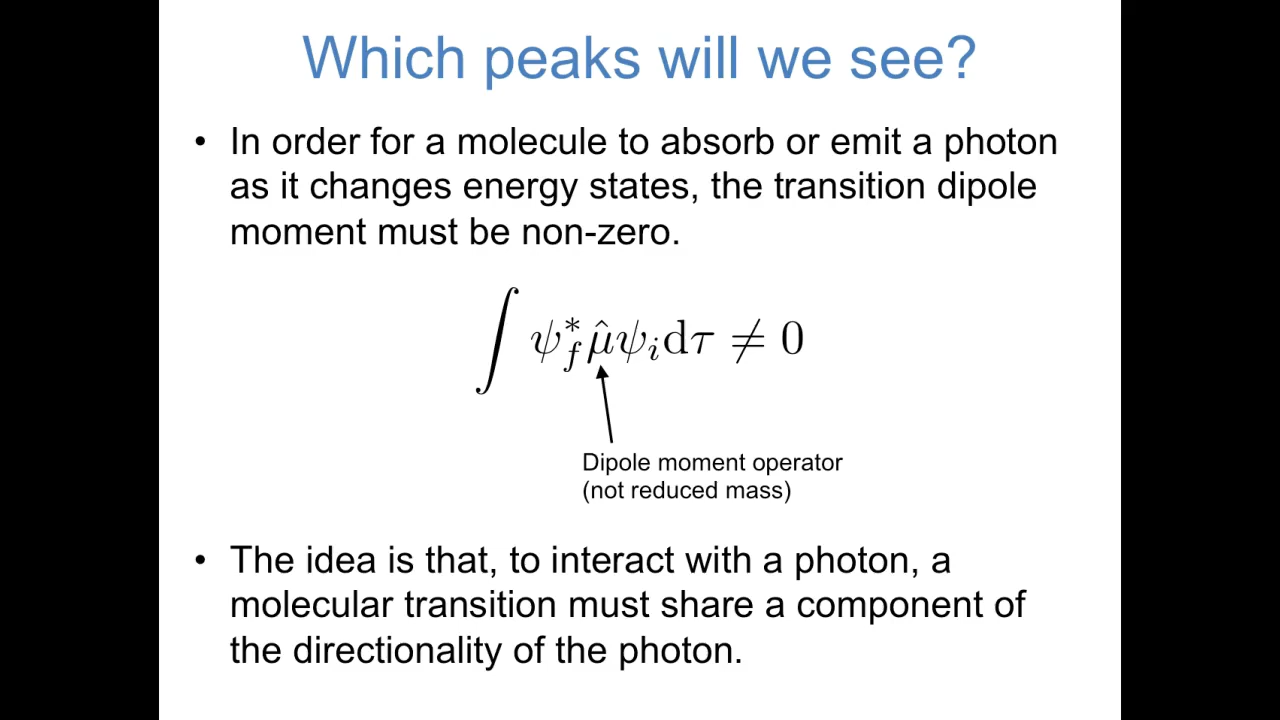 Which peaks will we see?
• In order for a molecule to absorb or emit a photon
as it changes energy states, the transition dipole
moment must be non-zero.
∫ ψ*_f μ̂ ψ_i dτ ≠ 0
Dipole moment operator
(not reduced mass)
• The idea is that, to interact with a photon, a
molecular transition must share a component of
the directionality of the photon.